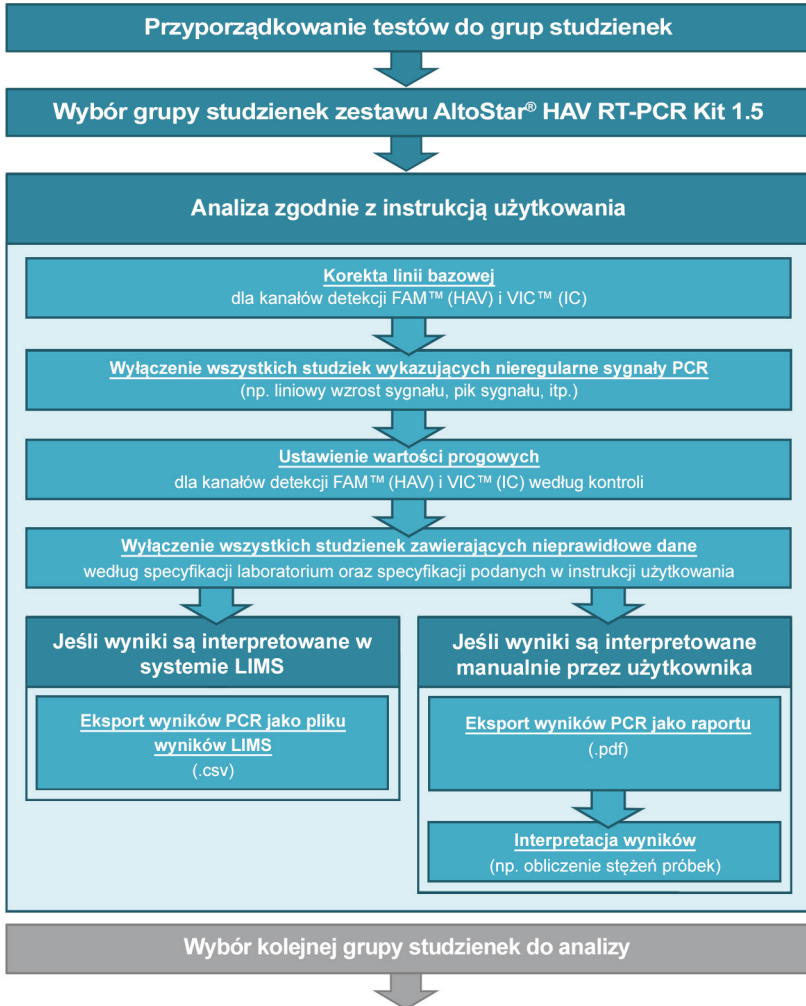 Przyporządkowanie testów do grup studzienek
Wybór grupy studzienek zestawu AltoStar® HAV RT-PCR Kit 1.5
Analiza zgodnie z instrukcją użytkowania
Korekta linii bazowej
dla kanałów detekcji FAM™ (HAV) i VIC™ (IC)
Wyłączenie wszystkich studziek wykazujących nieregularne sygnały PCR
(np. liniowy wzrost sygnału, pik sygnału, itp.)
Ustawienie wartości progowych
dla kanałów detekcji FAM™ (HAV) i VIC™ (IC) według kontroli
Wyłączenie wszystkich studzienek zawierających nieprawidłowe dane
według specyfikacji laboratorium oraz specyfikacji podanych w instrukcji użytkowania
Jeśli wyniki są interpretowane w
systemie LIMS
Eksport wyników PCR jako pliku
wyników LIMS
(.csv)
Jeśli wyniki są interpretowane
manualnie przez użytkownika
Eksport wyników PCR jako raportu
(.pdf)
Interpretacja wyników
(np. obliczenie stężeń próbek)
Wybór kolejnej grupy studzienek do analizy